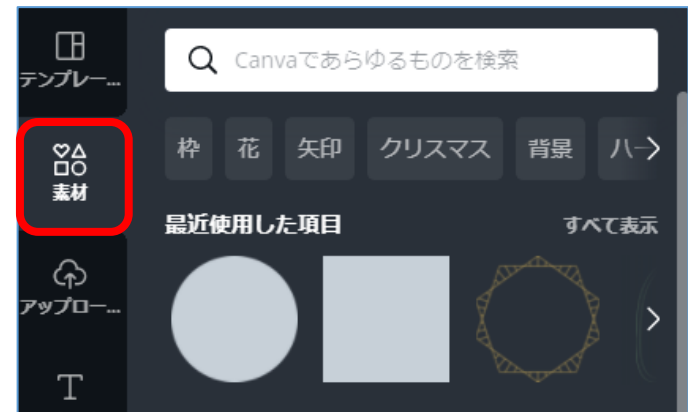 テンプレー...
Canvaであらゆるものを検索
素材
枠 花 矢印 クリスマス 背景 ハー
最近使用した項目 すべて表示
アップロー...
T